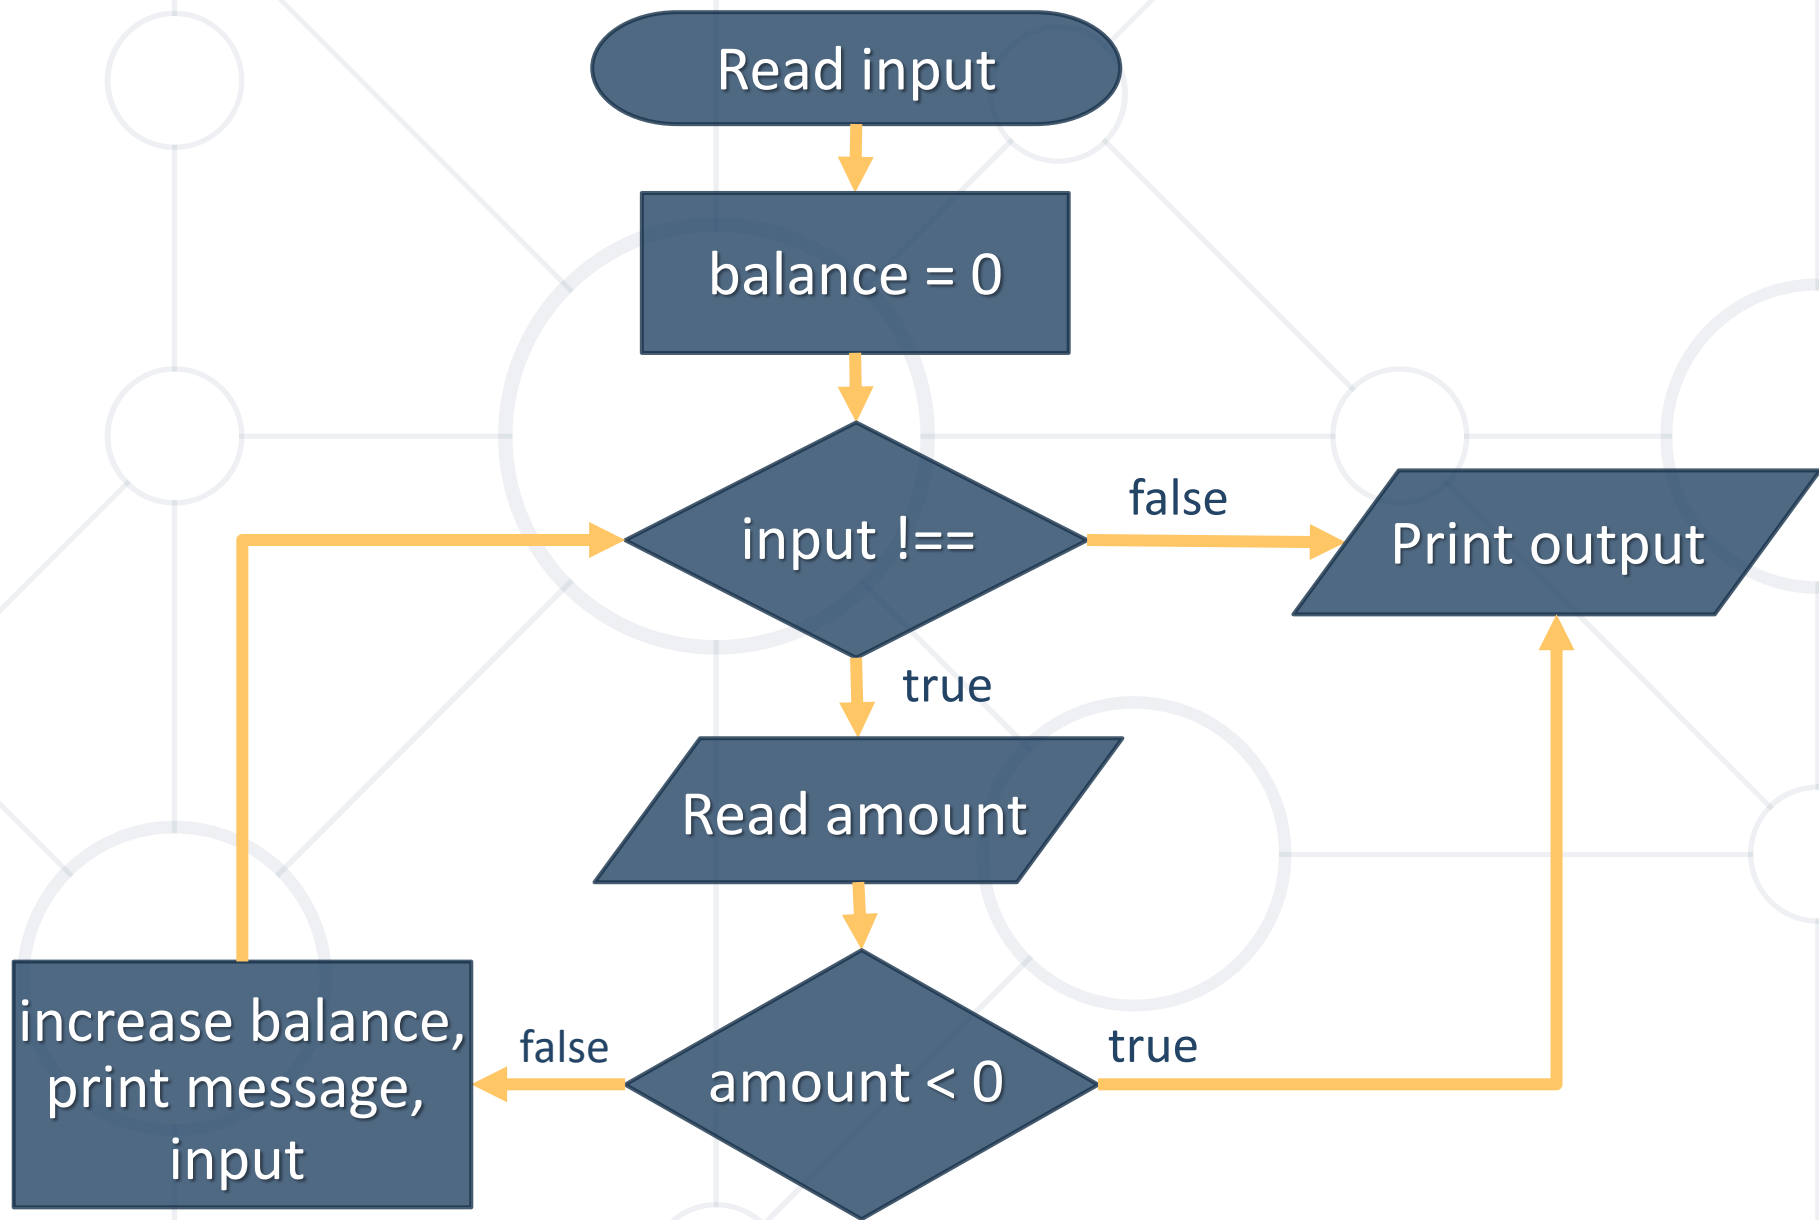 Read input
balance = 0
input !==
false
Print output
true
Read amount
amount < 0
false
true
increase balance,
print message,
input